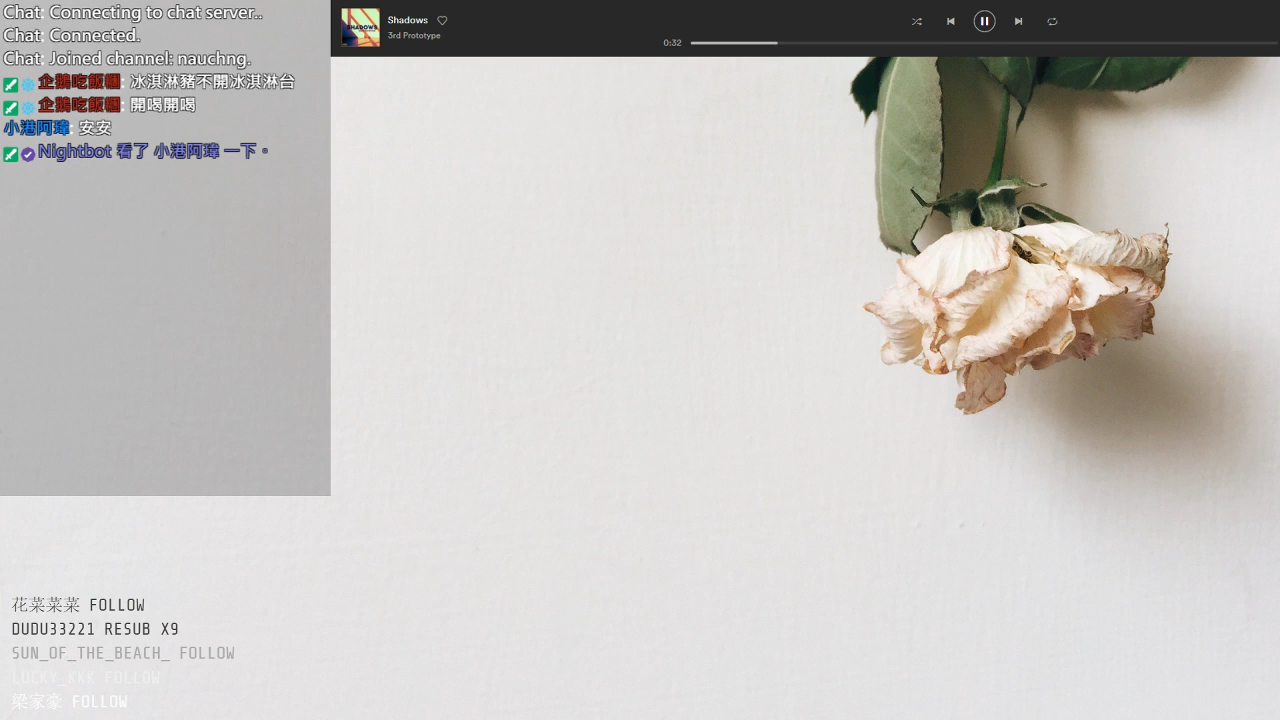 Chat: Connecting to chat server..
Chat: Connected.
Chat: Joined channel: nauchng.
企鵝吃飯糰: 冰淇淋豬不開冰淇淋台
企鵝吃飯糰: 開喝開喝
小港阿瑋: 安安
Nightbot 看了 小港阿瑋 一下。
SHADOWS
Shadows
3rd Prototype
0:32
花菜菜菜 FOLLOW
DUDU33221 RESUB X9
SUN_OF_THE_BEACH_ FOLLOW
LUCKY_KKK FOLLOW
梁家豪 FOLLOW